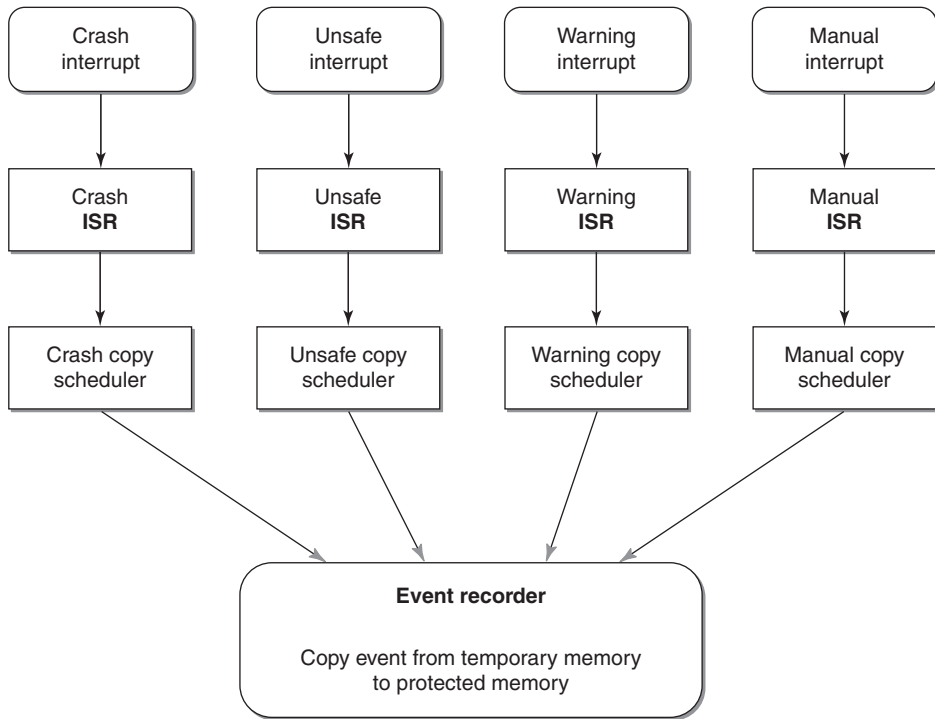 Crash
interrupt
Unsafe
interrupt
Warning
interrupt
Manual
interrupt
Crash
ISR
Unsafe
ISR
Warning
ISR
Manual
ISR
Crash copy
scheduler
Unsafe copy
scheduler
Warning copy
scheduler
Manual copy
scheduler
Event recorder
Copy event from temporary memory
to protected memory